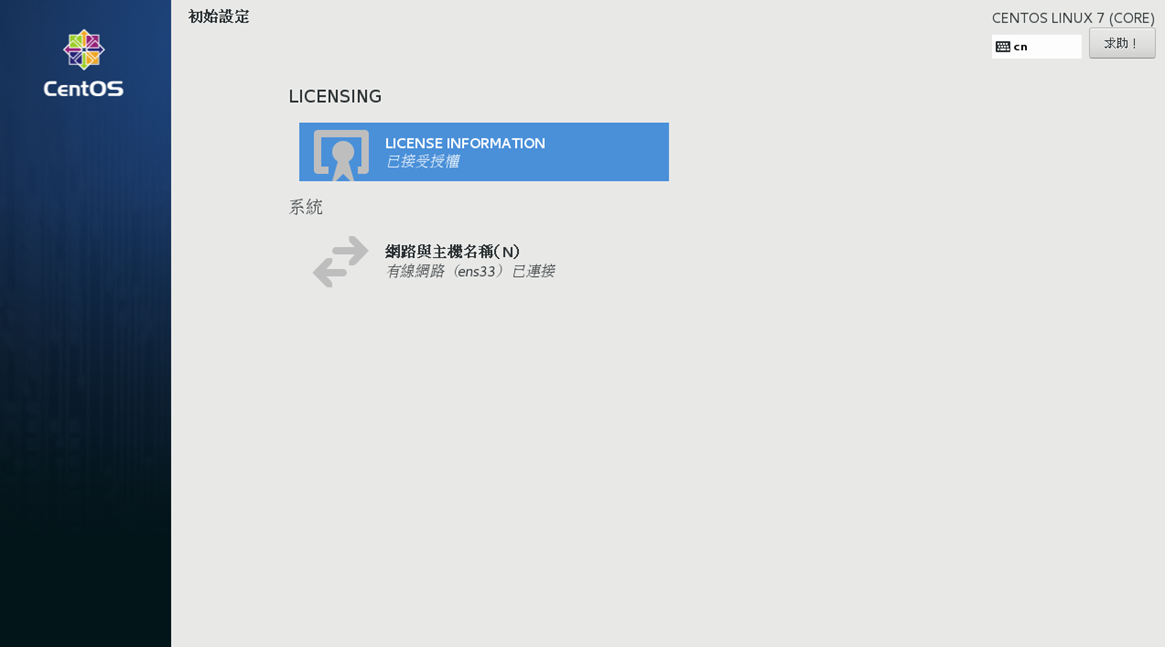 初始設定
CENTOS LINUX 7 (CORE)
cn
求助！
CentOS
LICENSING
LICENSE INFORMATION
已接受授權
系統
網路與主機名稱(N)
有線網路（ens33）已連接